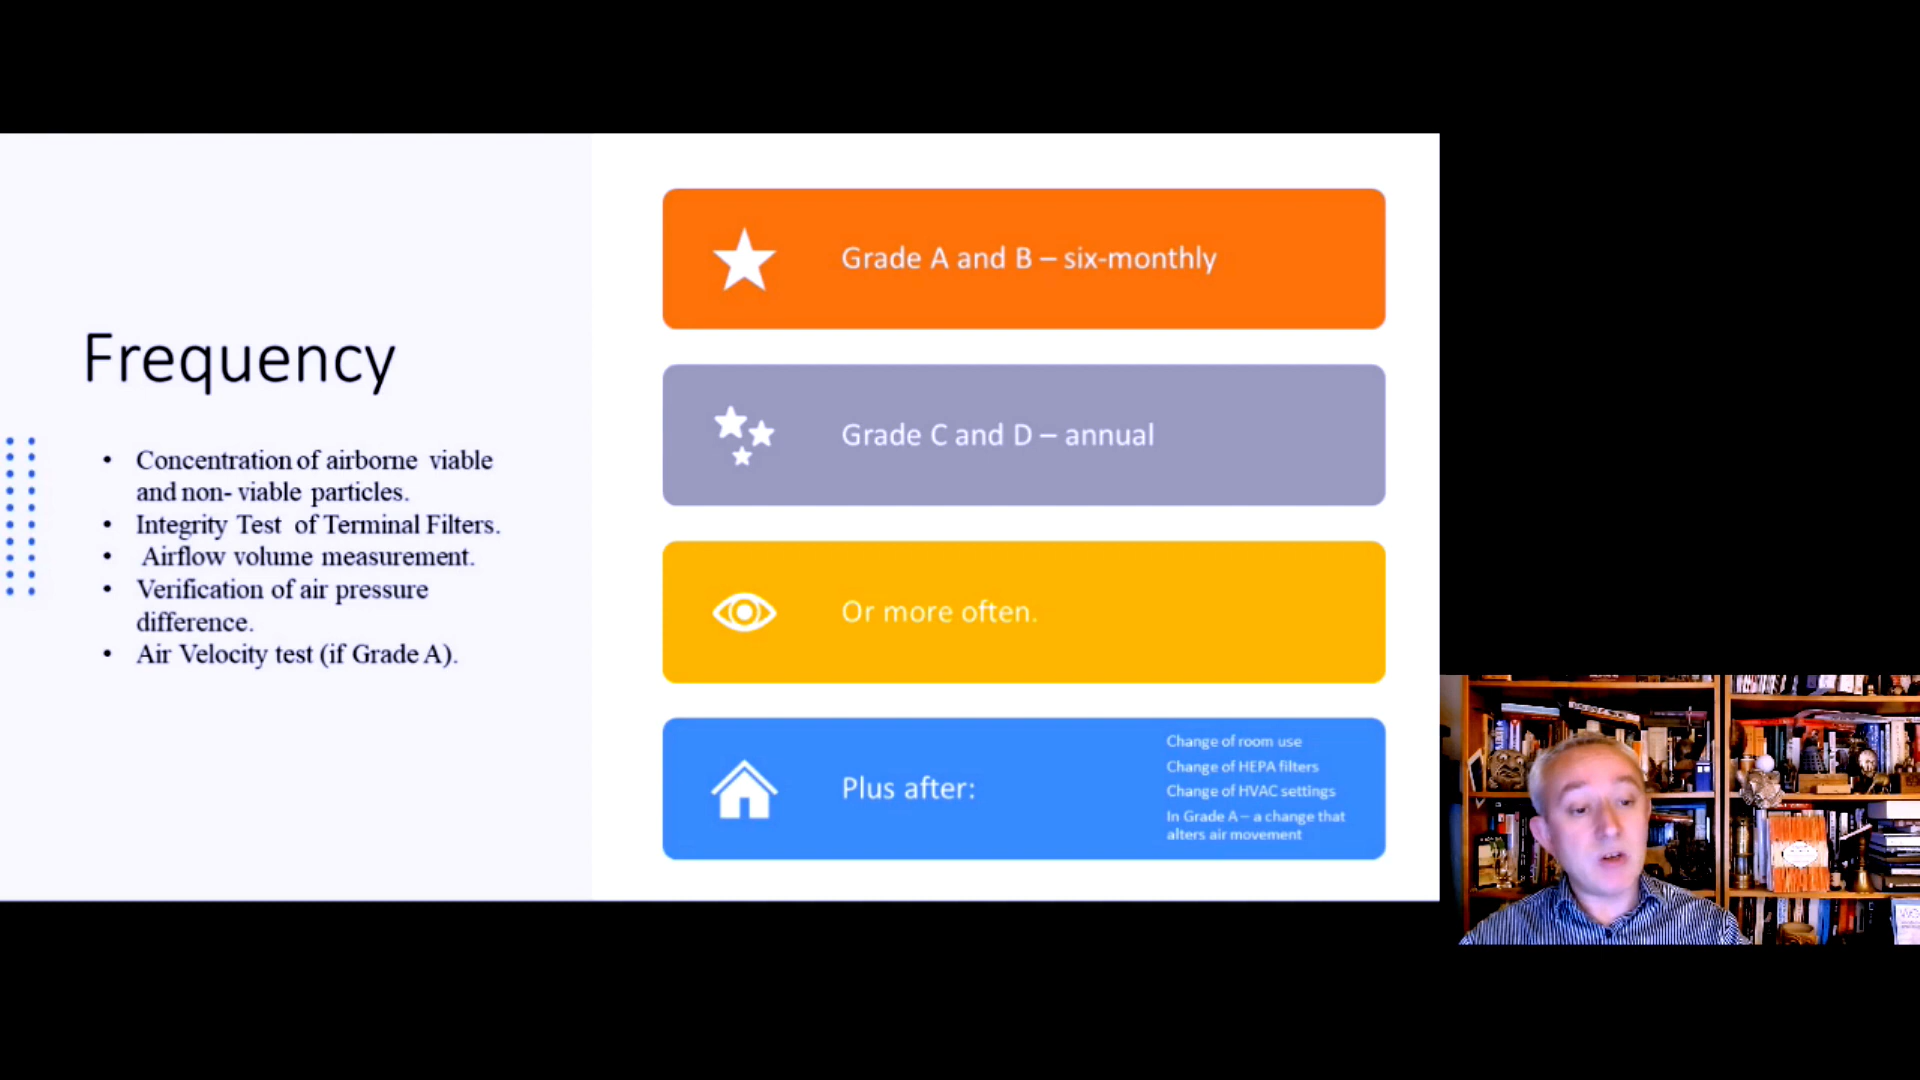 Frequency
• Concentration of airborne viable
and non- viable particles.
• Integrity Test of Terminal Filters.
• Airflow volume measurement.
• Verification of air pressure
difference.
• Air Velocity test (if Grade A).
Grade A and B – six-monthly
Grade C and D – annual
Or more often.
Plus after:
Change of room use
Change of HEPA filters
Change of HVAC settings
In Grade A – a change that
alters air movement